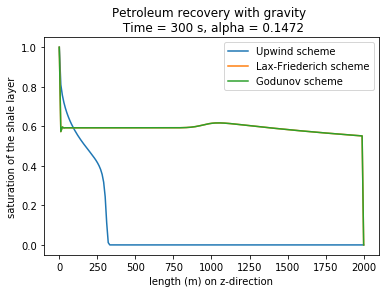 Petroleum recovery with gravity
Time = 300 s, alpha = 0.1472
Upwind scheme
Lax-Friederich scheme
Godunov scheme
saturation of the shale layer
1.0
0.8
0.6
0.4
0.2
0.0
0 250 500 750 1000 1250 1500 1750 2000
length (m) on z-direction